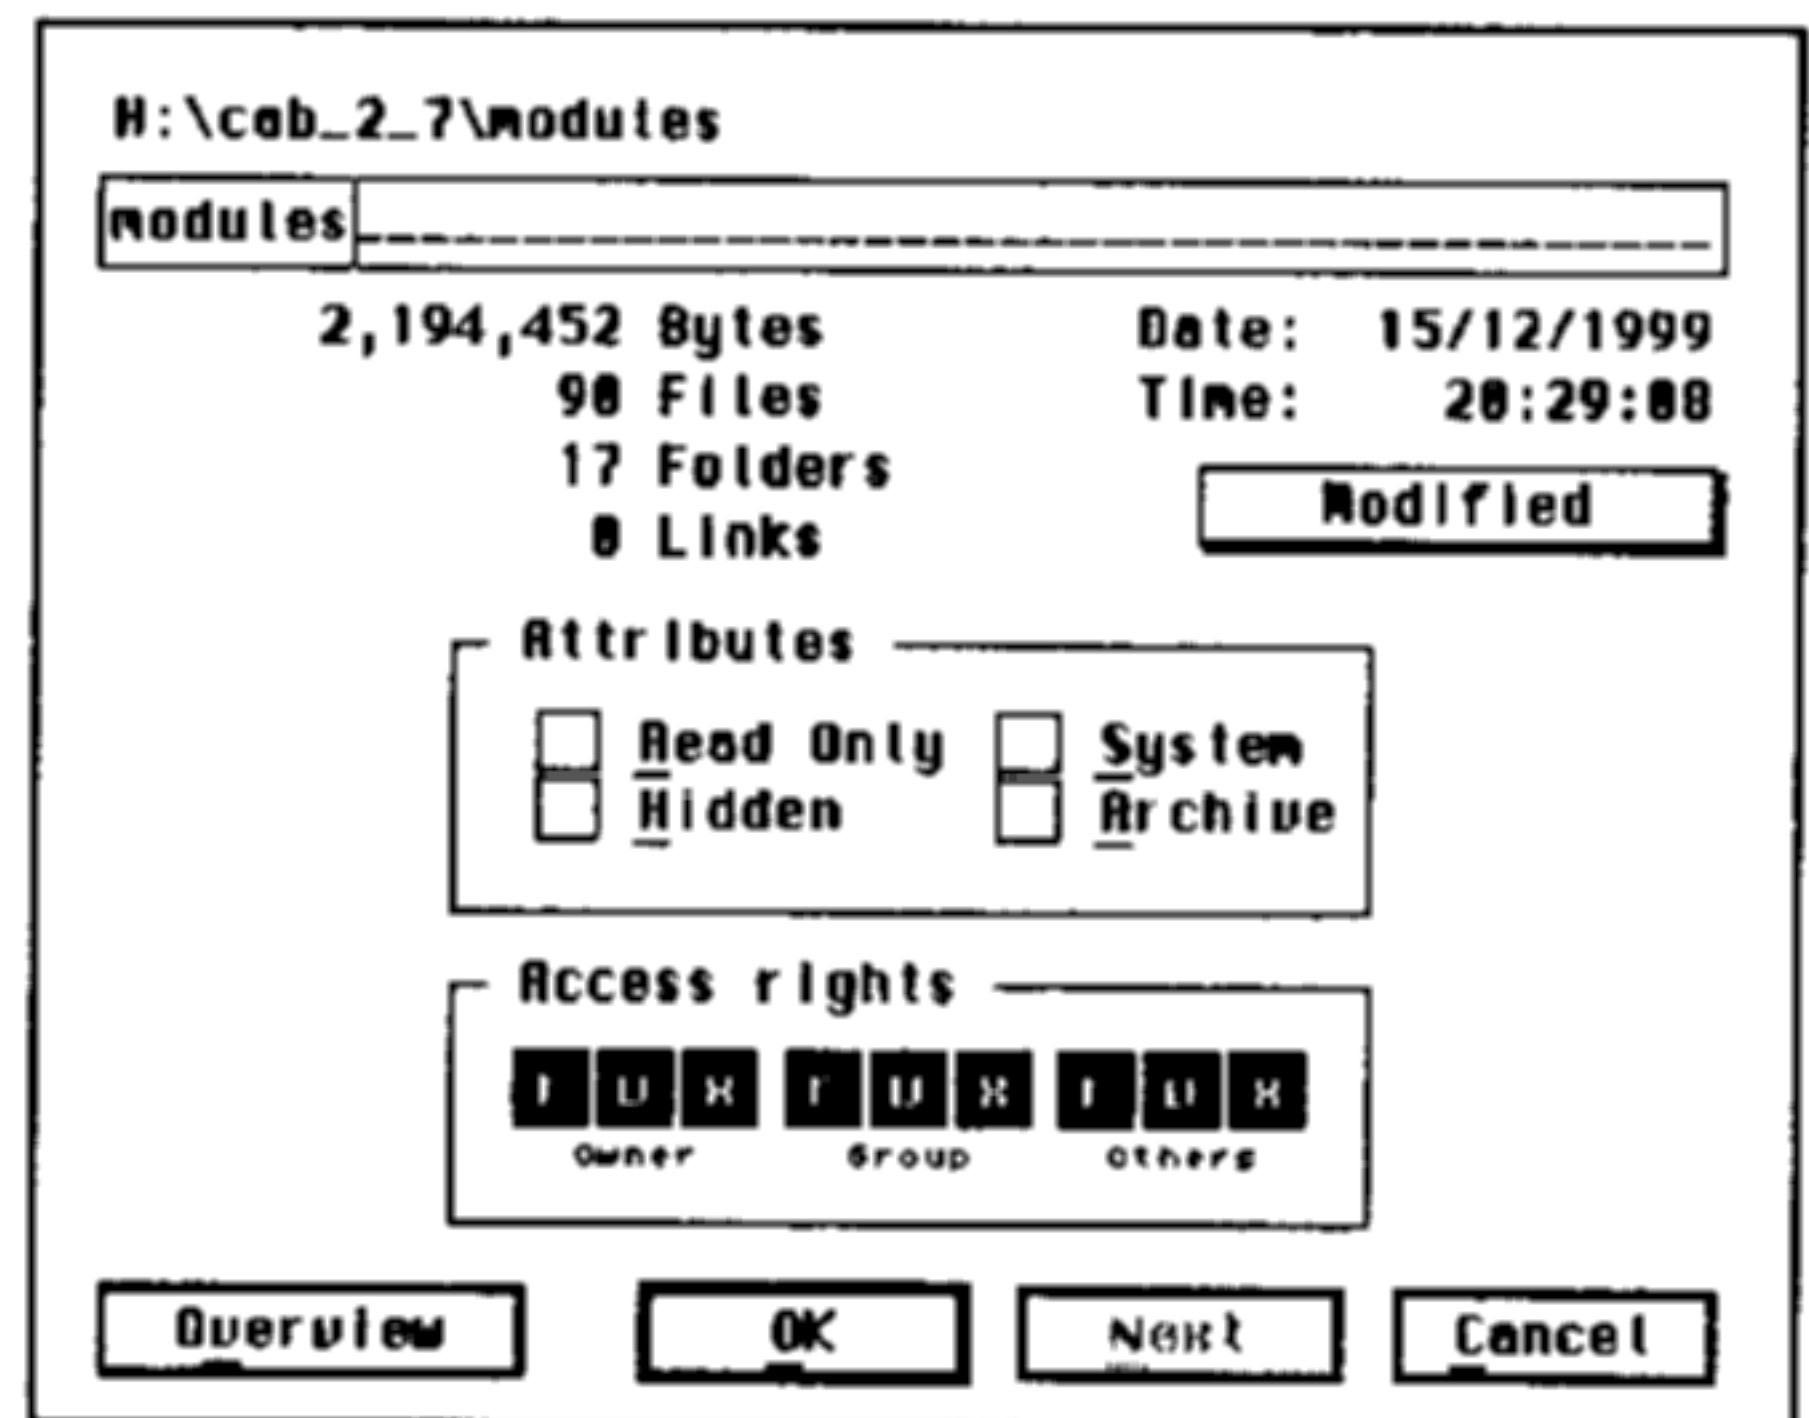 H:\cab_2_7\modules
modules
2,194,452 Bytes Date: 15/12/1999
90 Files Time: 20:29:08
17 Folders
Modified
0 Links
Attributes
Read Only System
Hidden Archive
Access rights
r w x r w x r w x
Owner Group Others
Overview OK Next Cancel